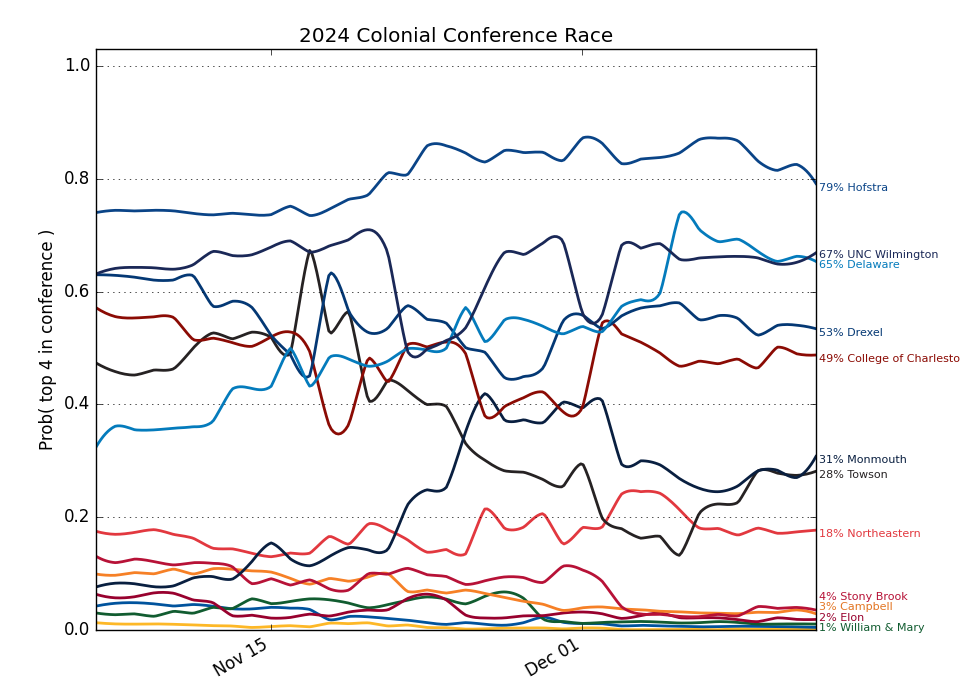 2024 Colonial Conference Race
Prob( top 4 in conference )
1.0
0.8
0.6
0.4
0.2
0.0
Nov 15
Dec 01
79% Hofstra
67% UNC Wilmington
65% Delaware
53% Drexel
49% College of Charlesto
31% Monmouth
28% Towson
18% Northeastern
4% Stony Brook
3% Campbell
2% Elon
1% William & Mary